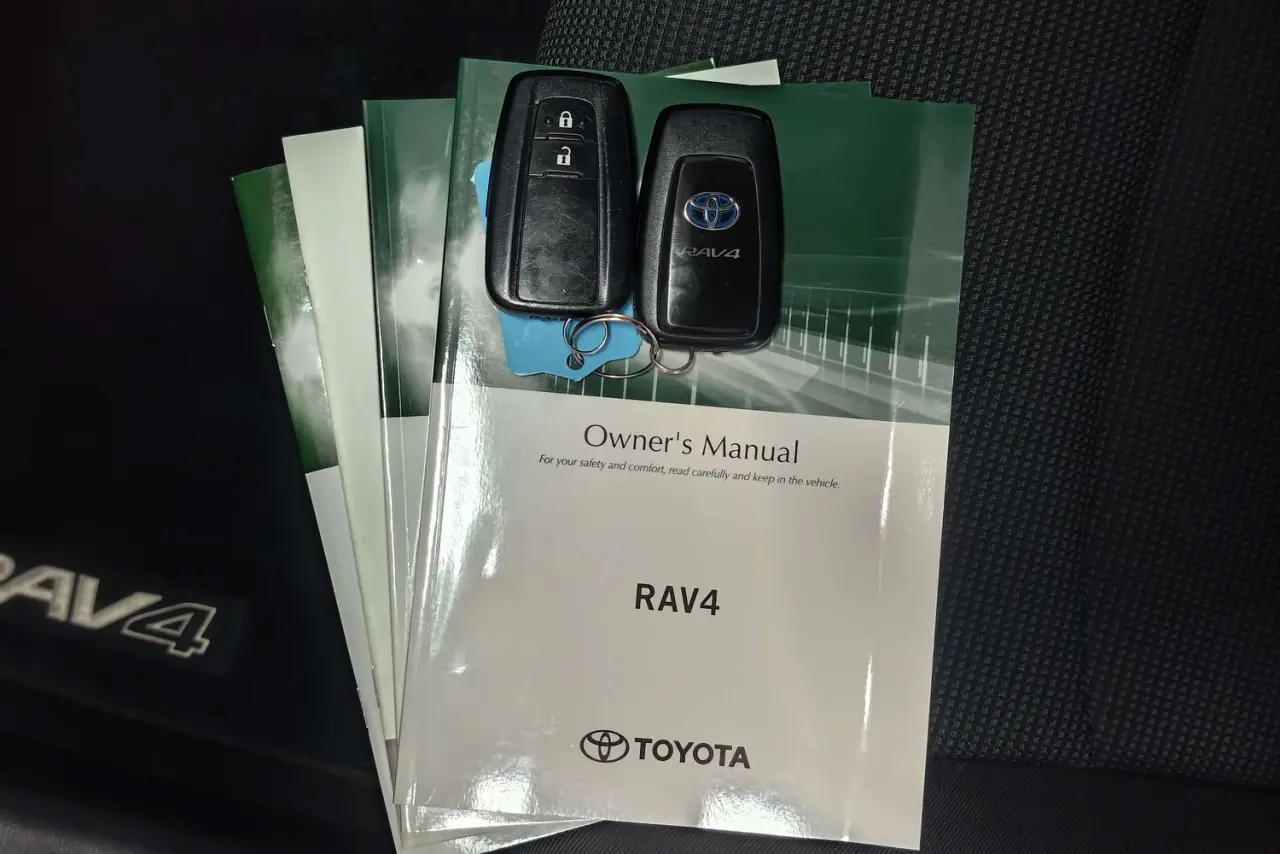 RAV4
Owner's Manual
For your safety and comfort, read carefully and keep in the vehicle.
RAV4
TOYOTA
RAV4